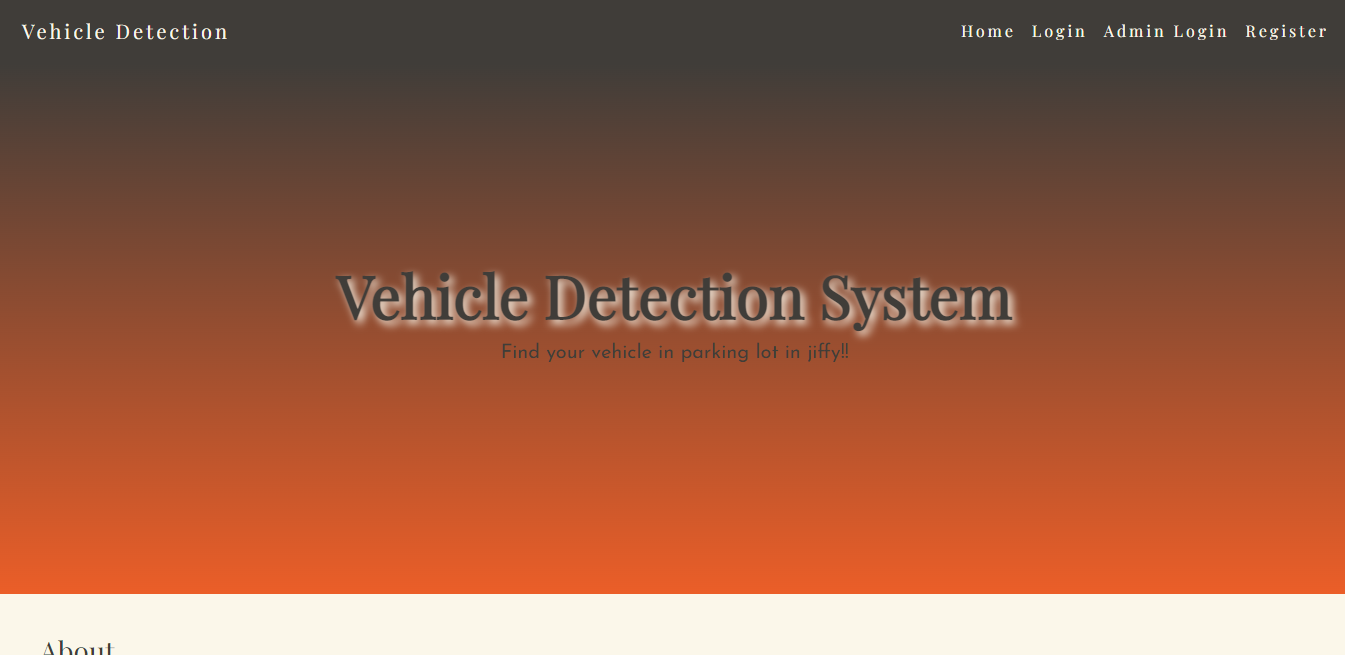 Vehicle Detection
Home Login Admin Login Register
Vehicle Detection System
Find your vehicle in parking lot in jiffy!!
About